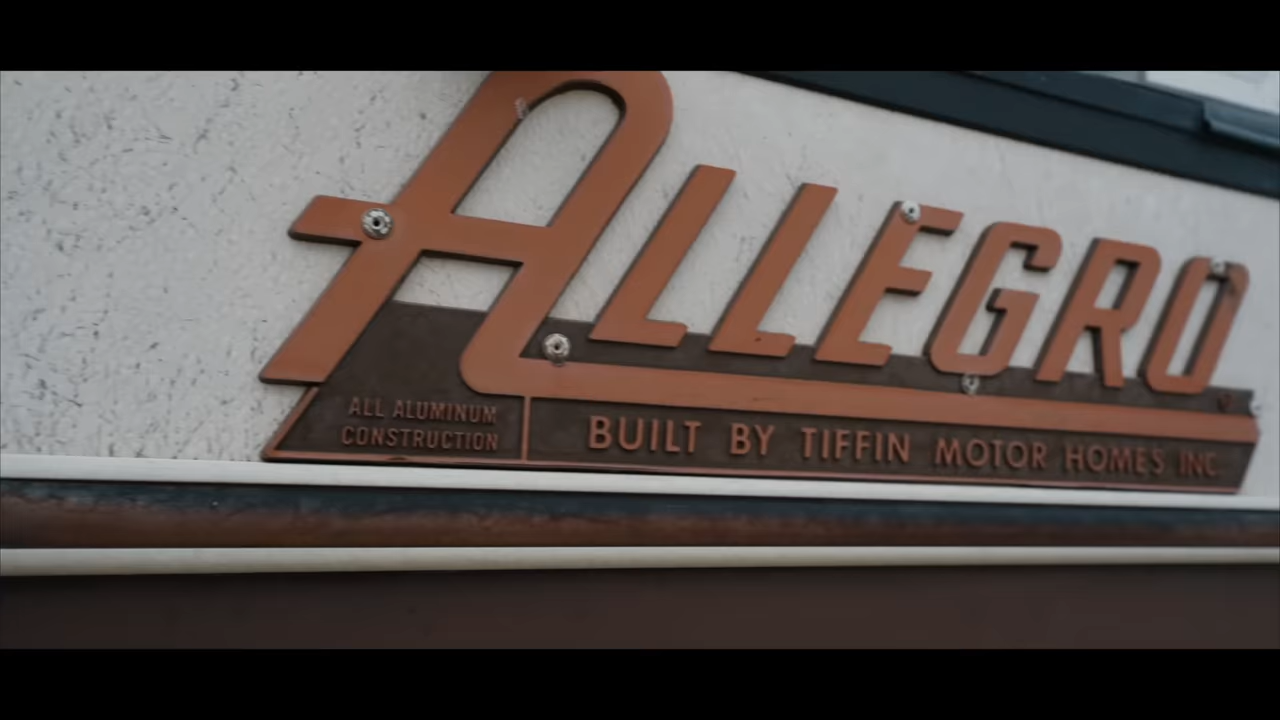 ALLEGRO
ALL ALUMINUM
CONSTRUCTION
BUILT BY TIFFIN MOTOR HOMES INC